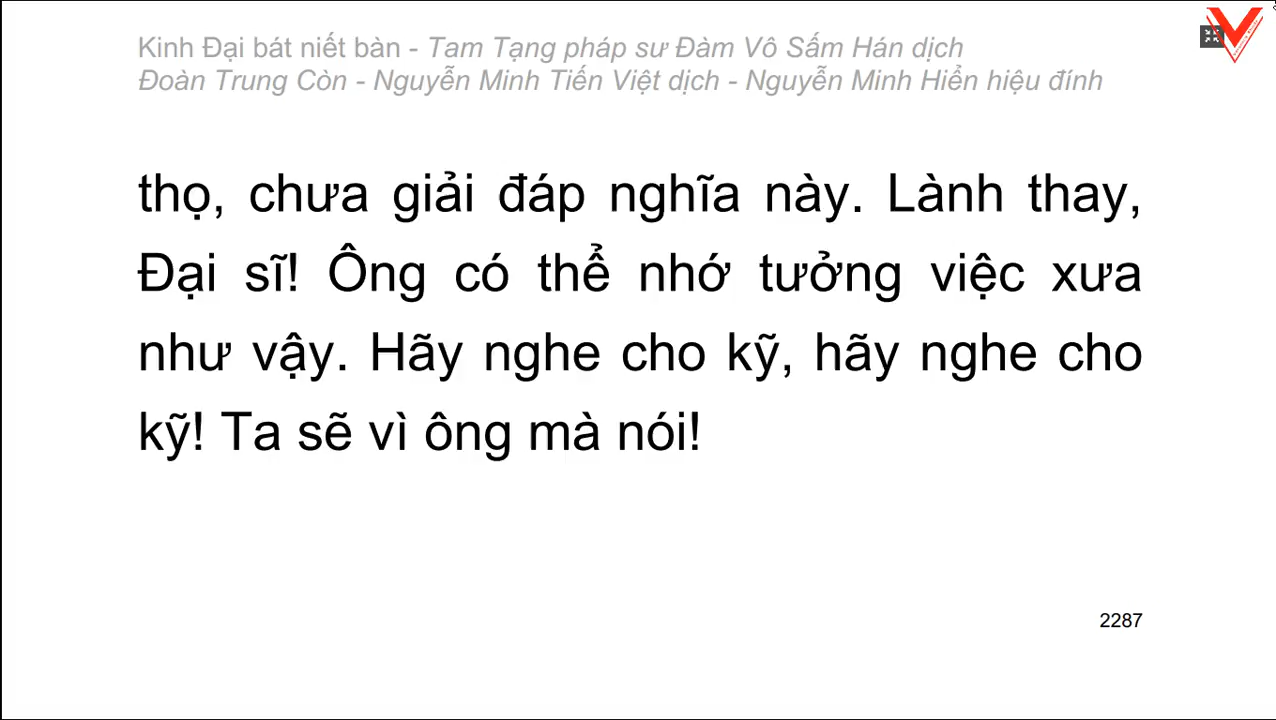 Kinh Đại bát niết bàn - Tam Tạng pháp sư Đàm Vô Sấm Hán dịch
Đoàn Trung Còn - Nguyễn Minh Tiến Việt dịch - Nguyễn Minh Hiển hiệu đính
thọ, chưa giải đáp nghĩa này. Lành thay,
Đại sĩ! Ông có thể nhớ tưởng việc xưa
như vậy. Hãy nghe cho kỹ, hãy nghe cho
kỹ! Ta sẽ vì ông mà nói!
2287